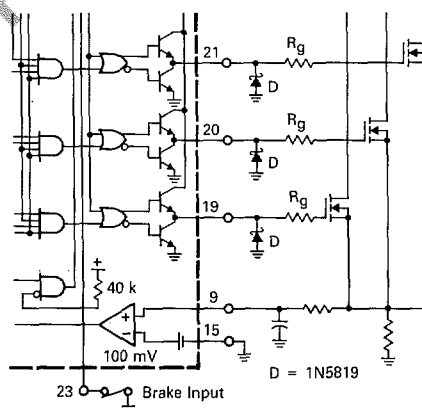 21
Rg
D
20
Rg
D
19
Rg
D
+
40 k
9
+
−
15
100 mV
D = 1N5819
23
Brake Input